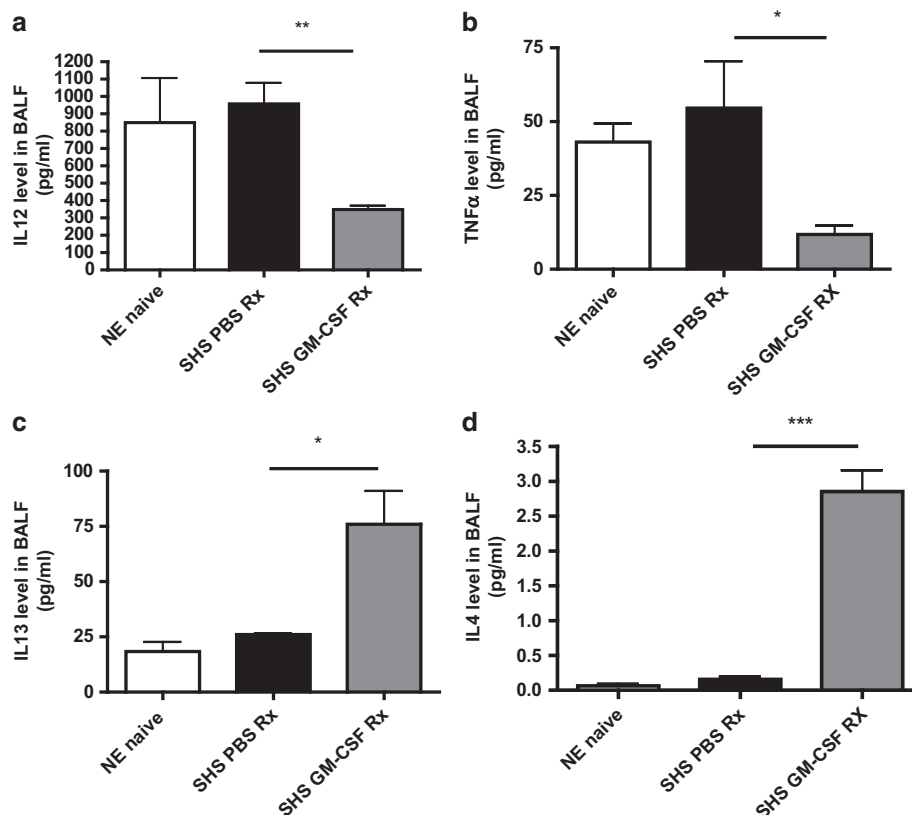 a
**
IL12 level in BALF
(pg/ml)
1200
1100
1000
900
800
700
600
500
400
300
200
100
0
NE naive
SHS PBS Rx
SHS GM-CSF Rx
b
*
TNFα level in BALF
(pg/ml)
75
50
25
0
NE naive
SHS PBS Rx
SHS GM-CSF RX
c
*
IL13 level in BALF
(pg/ml)
100
75
50
25
0
NE naive
SHS PBS Rx
SHS GM-CSF Rx
d
***
IL4 level in BALF
(pg/ml)
3.5
3.0
2.5
2.0
1.5
1.0
0.5
0.0
NE naive
SHS PBS Rx
SHS GM-CSF RX